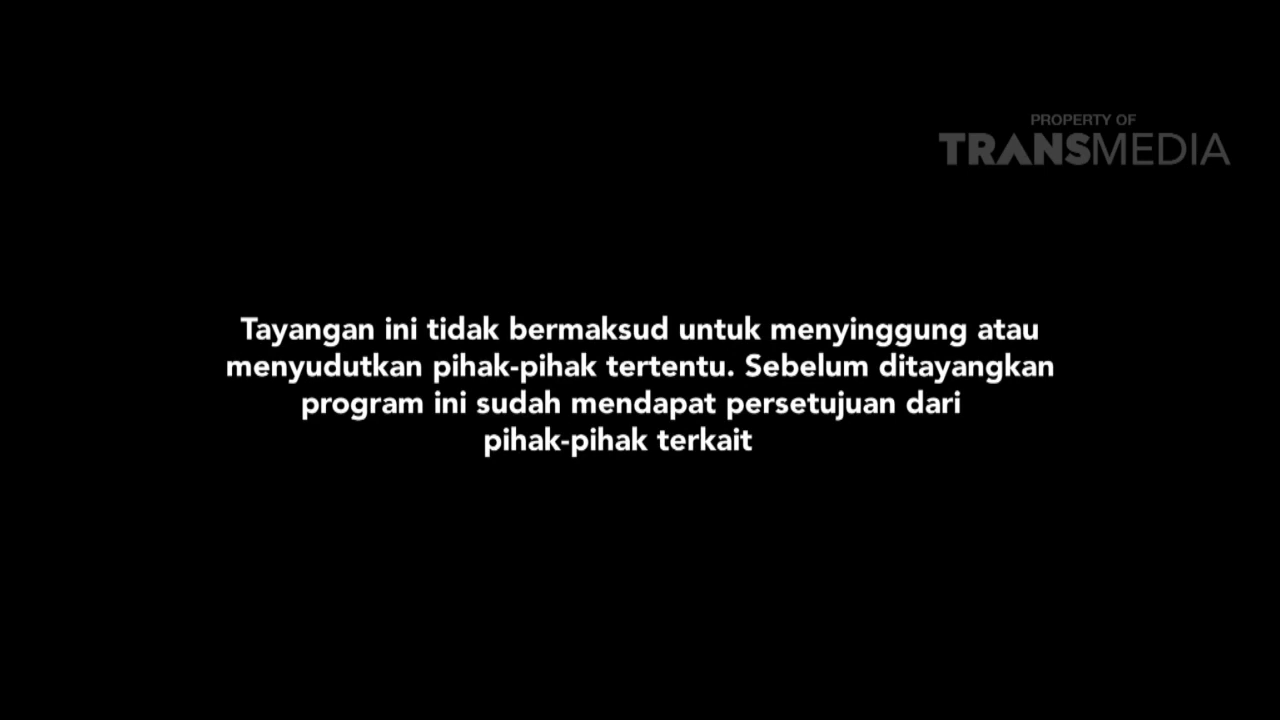 PROPERTY OF
TRANSMEDIA
Tayangan ini tidak bermaksud untuk menyinggung atau
menyudutkan pihak-pihak tertentu. Sebelum ditayangkan
program ini sudah mendapat persetujuan dari
pihak-pihak terkait